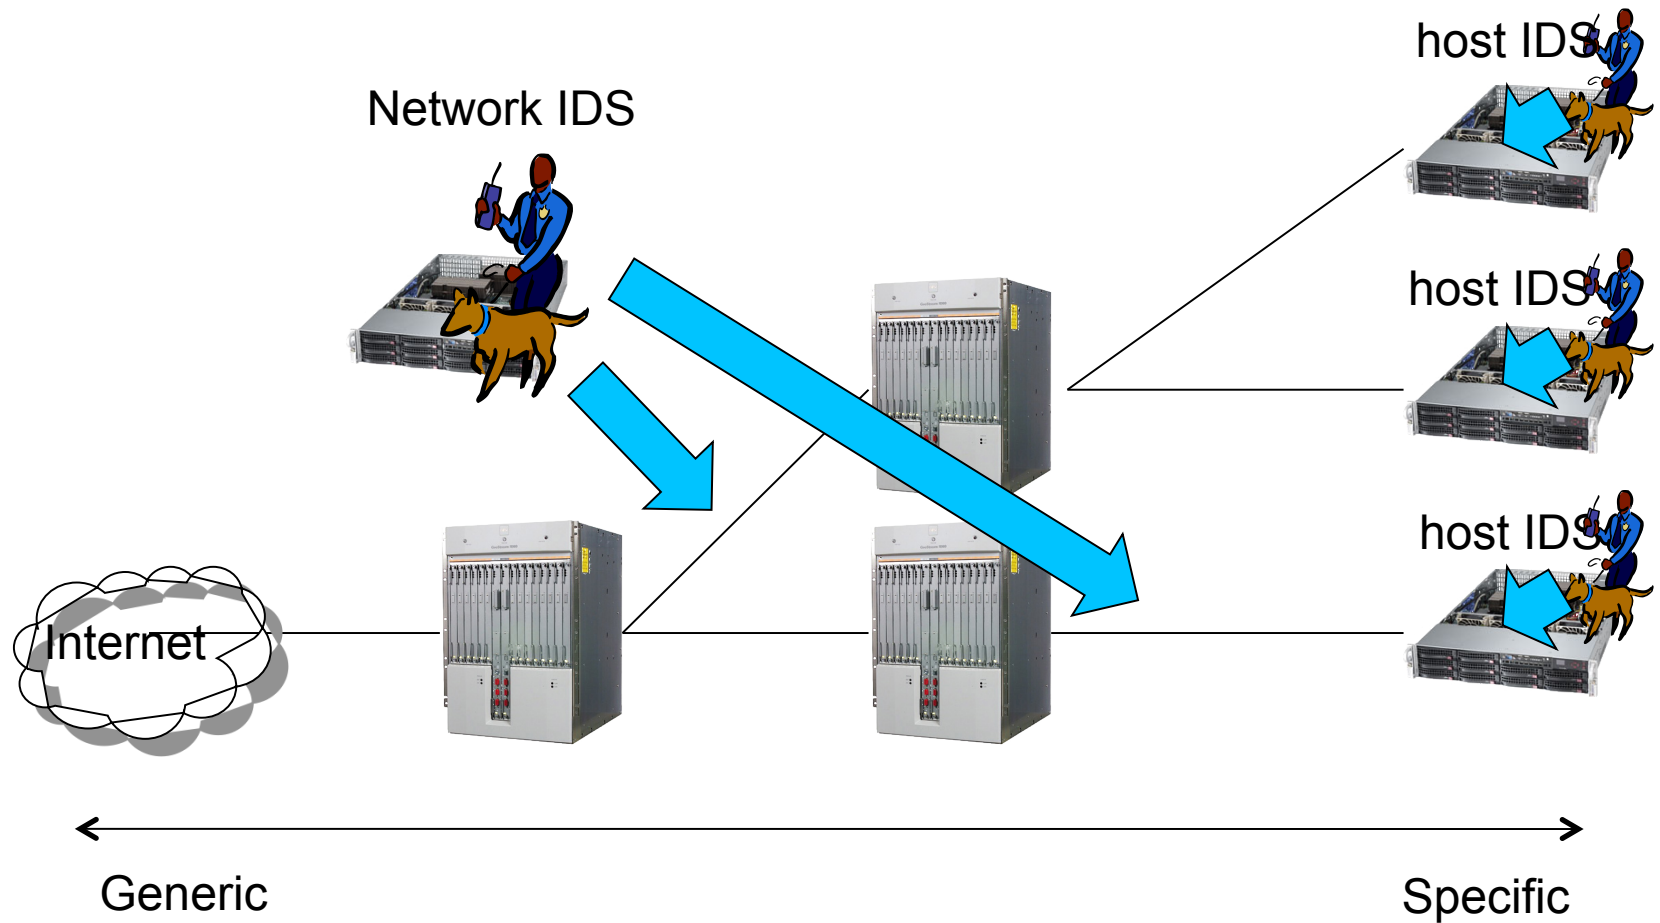 host IDS
Network IDS
host IDS
host IDS
Internet
Generic
Specific